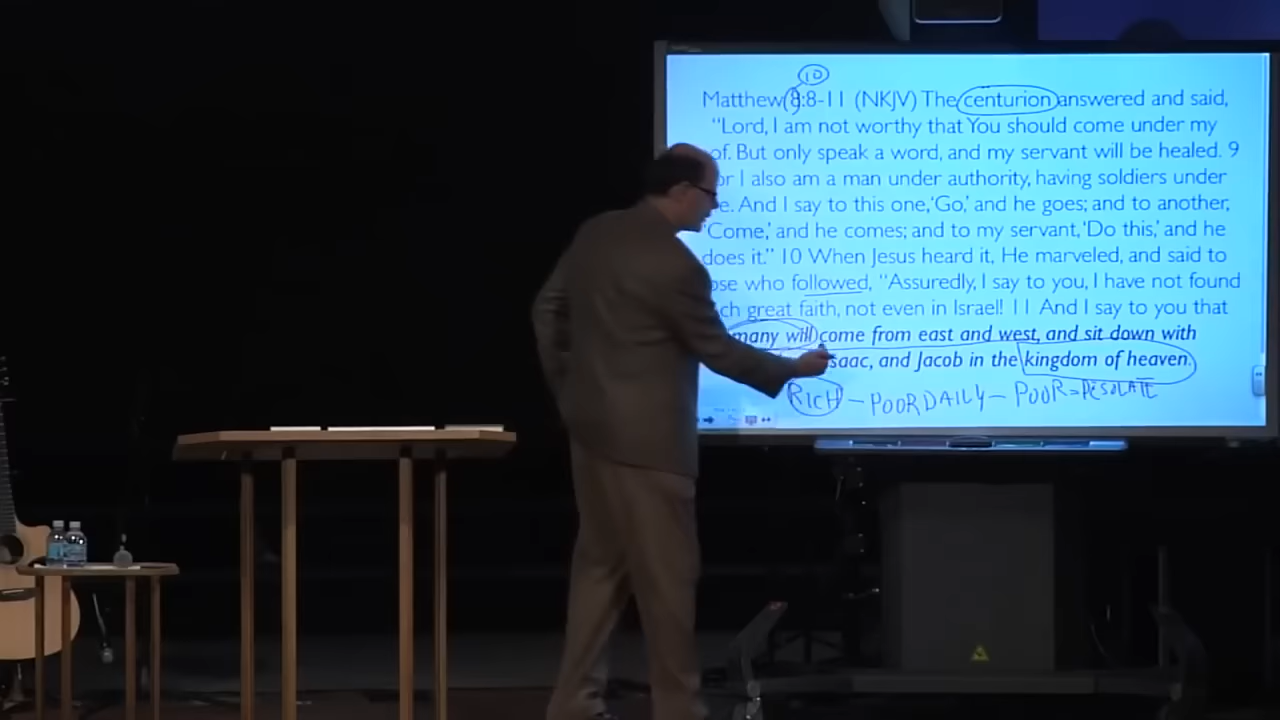 10
Matthew 8:8-11 (NKJV) The centurion answered and said,
“Lord, I am not worthy that You should come under my
of. But only speak a word, and my servant will be healed. 9
or I also am a man under authority, having soldiers under
e. And I say to this one, ‘Go,’ and he goes; and to another,
‘Come,’ and he comes; and to my servant, ‘Do this,’ and he
does it.” 10 When Jesus heard it, He marveled, and said to
ose who followed, “Assuredly, I say to you, I have not found
ch great faith, not even in Israel! 11 And I say to you that
many will come from east and west, and sit down with
saac, and Jacob in the kingdom of heaven.
RICH – POOR DAILY – POOR = DESOLATE